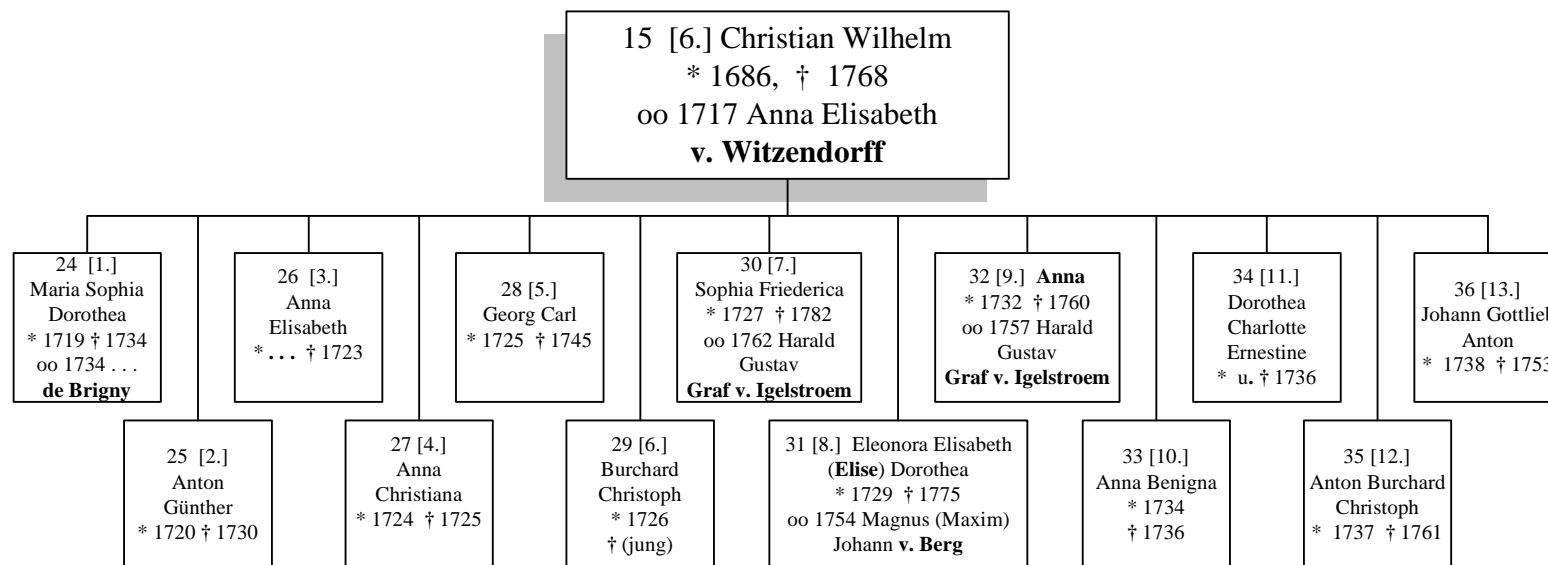 15 [6.] Christian Wilhelm
* 1686, † 1768
oo 1717 Anna Elisabeth
v. Witzendorff
24 [1.]
Maria Sophia
Dorothea
* 1719 † 1734
oo 1734 . . .
de Brigny
25 [2.]
Anton
Günther
* 1720 † 1730
26 [3.]
Anna
Elisabeth
* . . . † 1723
27 [4.]
Anna
Christiana
* 1724 † 1725
28 [5.]
Georg Carl
* 1725 † 1745
29 [6.]
Burchard
Christoph
* 1726
† (jung)
30 [7.]
Sophia Friederica
* 1727 † 1782
oo 1762 Harald
Gustav
Graf v. Igelstroem
31 [8.] Eleonora Elisabeth
(Elise) Dorothea
* 1729 † 1775
oo 1754 Magnus (Maxim)
Johann v. Berg
32 [9.] Anna
* 1732 † 1760
oo 1757 Harald
Gustav
Graf v. Igelstroem
33 [10.]
Anna Benigna
* 1734
† 1736
34 [11.]
Dorothea
Charlotte
Ernestine
* u. † 1736
35 [12.]
Anton Burchard
Christoph
* 1737 † 1761
36 [13.]
Johann Gottlieb
Anton
* 1738 † 1753